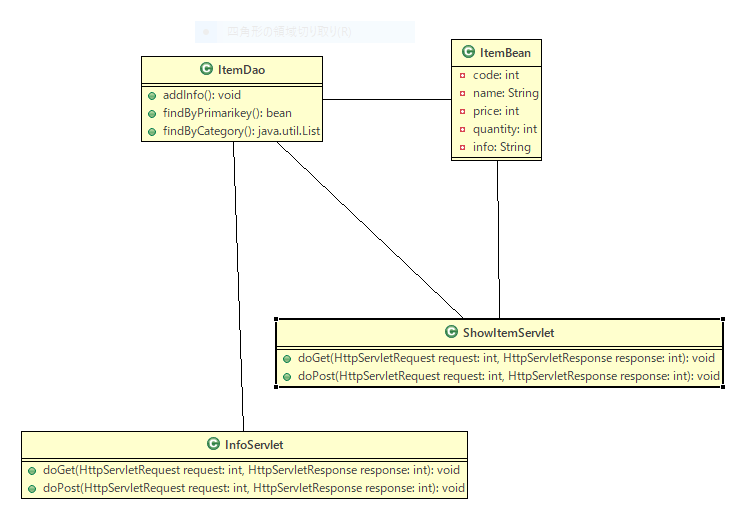 四角形の領域切り取り(R)
ItemBean
code: int
name: String
price: int
quantity: int
info: String
ItemDao
addInfo(): void
findByPrimarikey(): bean
findByCategory(): java.util.List
ShowItemServlet
doGet(HttpServletRequest request: int, HttpServletResponse response: int): void
doPost(HttpServletRequest request: int, HttpServletResponse response: int): void
InfoServlet
doGet(HttpServletRequest request: int, HttpServletResponse response: int): void
doPost(HttpServletRequest request: int, HttpServletResponse response: int): void